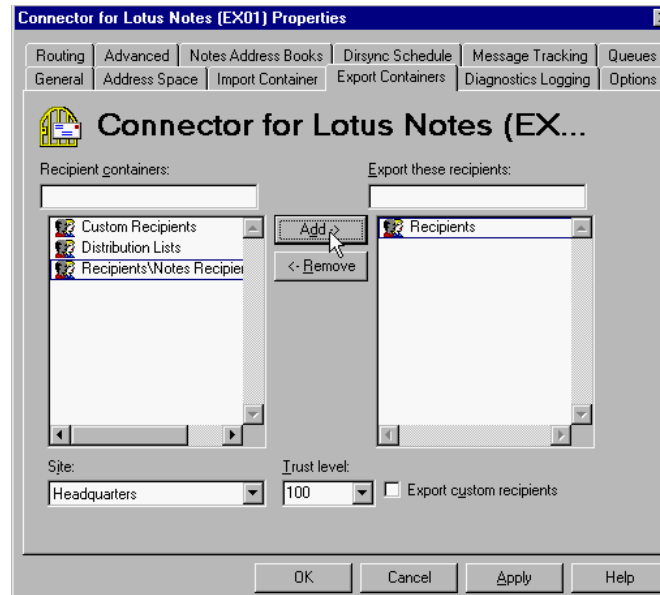 Connector for Lotus Notes (EX01) Properties
Routing Advanced Notes Address Books Dirsync Schedule Message Tracking Queues
General Address Space Import Container Export Containers Diagnostics Logging Options
Connector for Lotus Notes (EX...
Recipient containers: Export these recipients:
Custom Recipients Add -> Recipients
Distribution Lists
Recipients\Notes Recipie <- Remove
Site: Trust level:
Headquarters 100 Export custom recipients
OK Cancel Apply Help